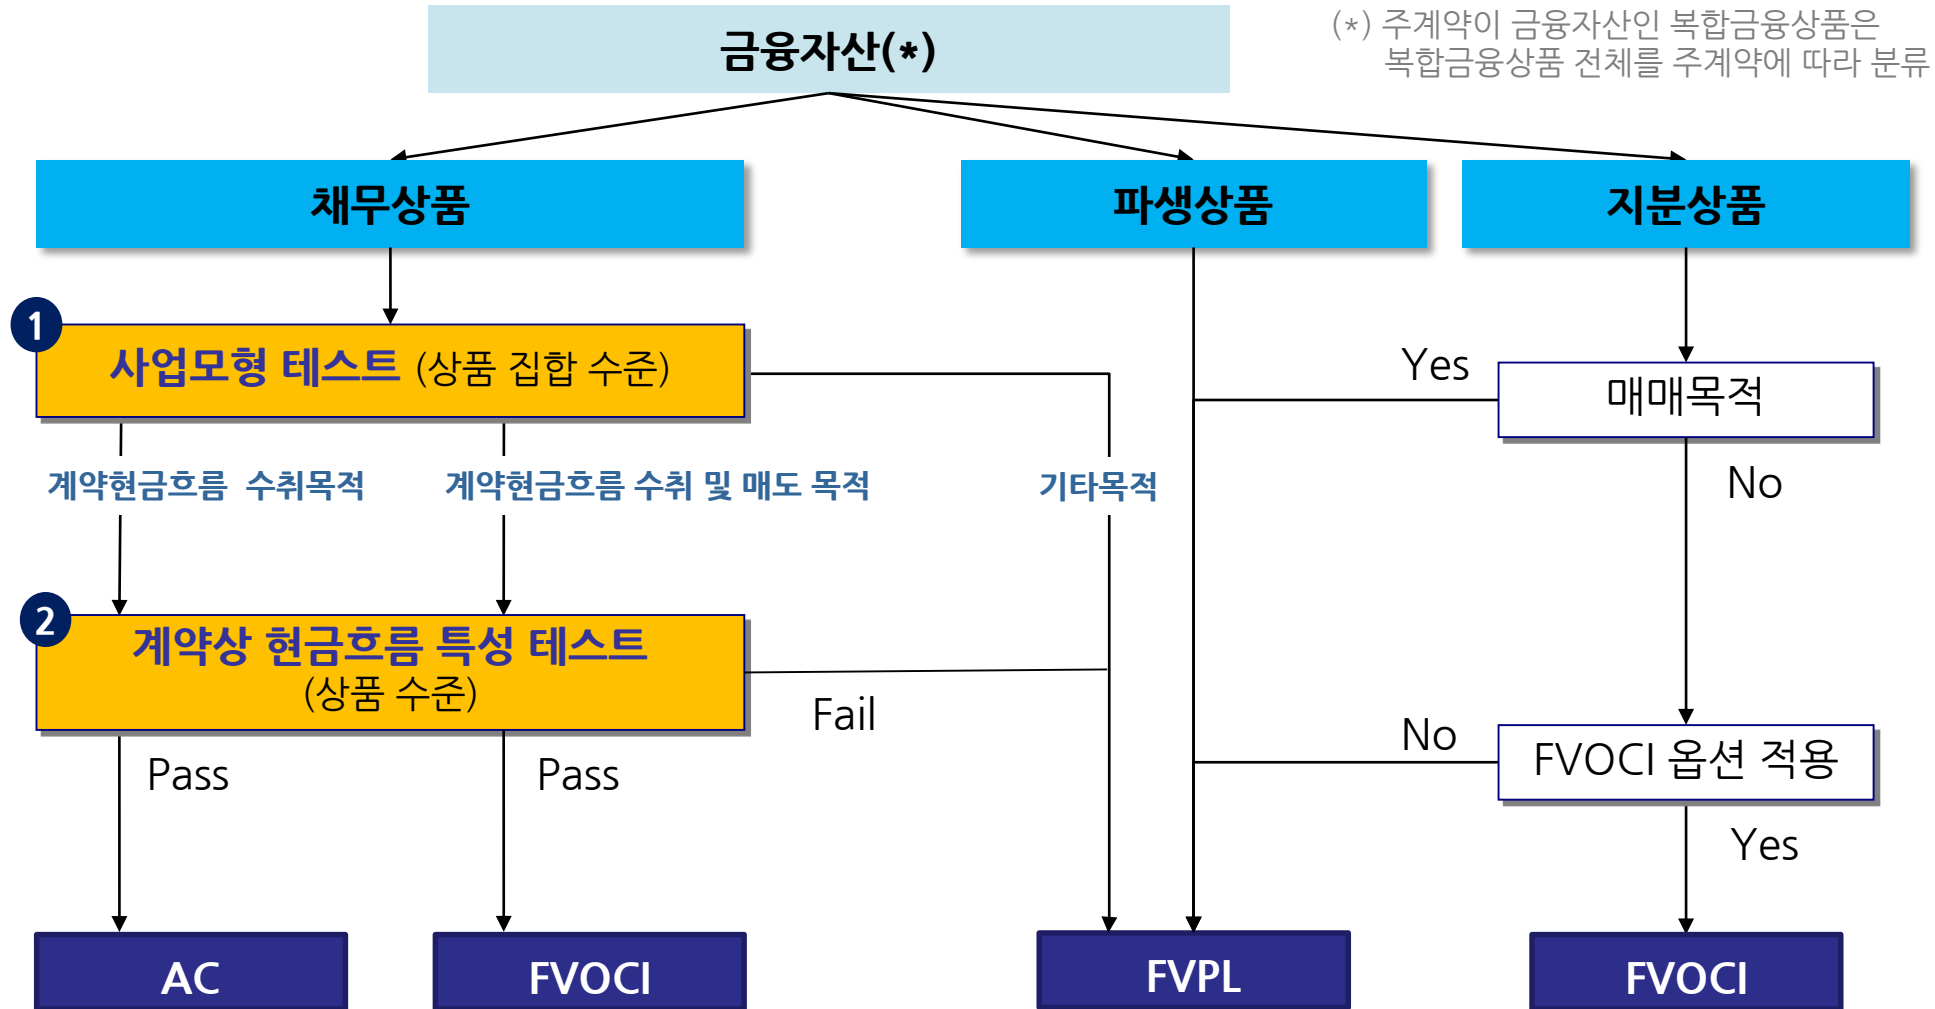 금융자산(*)
(*) 주계약이 금융자산인 복합금융상품은
복합금융상품 전체를 주계약에 따라 분류
채무상품
파생상품
지분상품
1
사업모형 테스트 (상품 집합 수준)
Yes
매매목적
계약현금흐름 수취목적
계약현금흐름 수취 및 매도 목적
기타목적
No
2
계약상 현금흐름 특성 테스트
(상품 수준)
Fail
No
FVOCI 옵션 적용
Pass
Pass
Yes
AC
FVOCI
FVPL
FVOCI